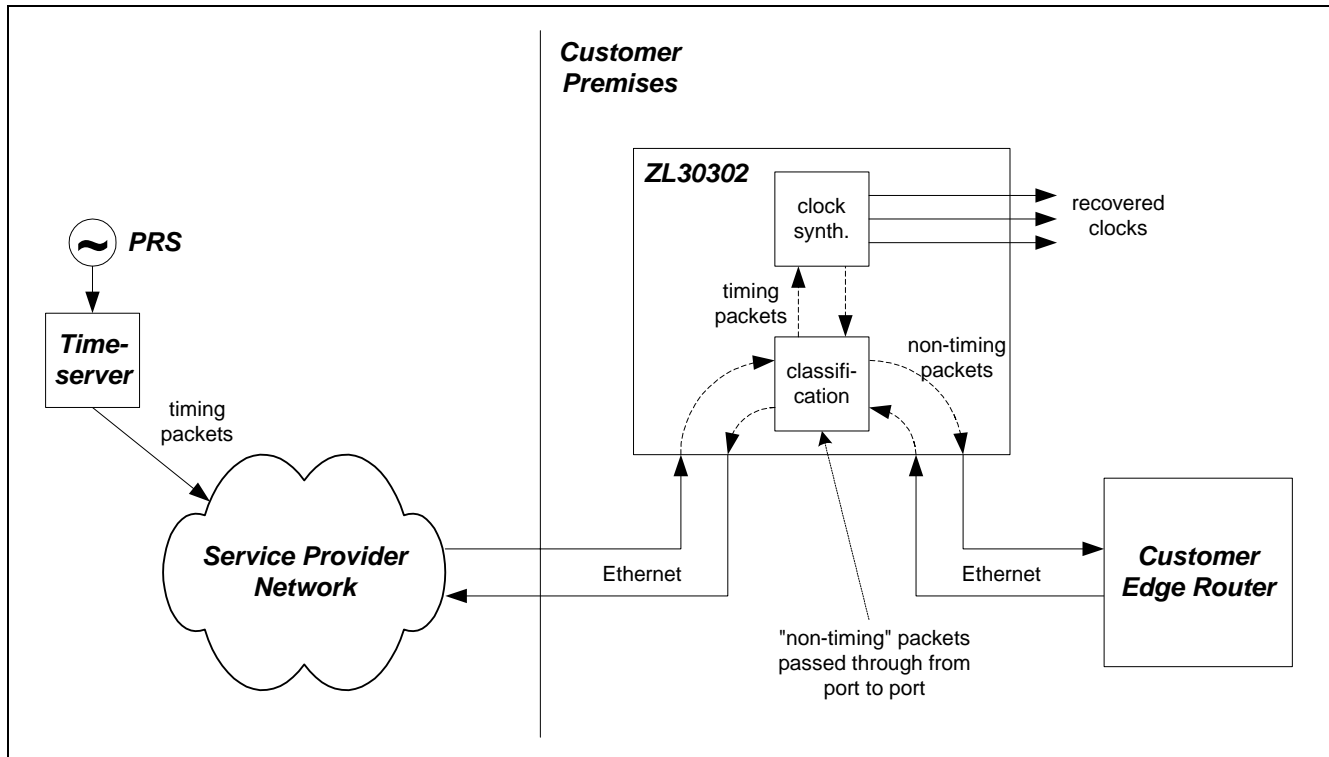 Customer
Premises
ZL30302
clock
synth.
recovered
clocks
~
PRS
timing
packets
Time-
server
non-timing
packets
classifi-
cation
timing
packets
Service Provider
Network
Ethernet
Ethernet
Customer
Edge Router
"non-timing" packets
passed through from
port to port